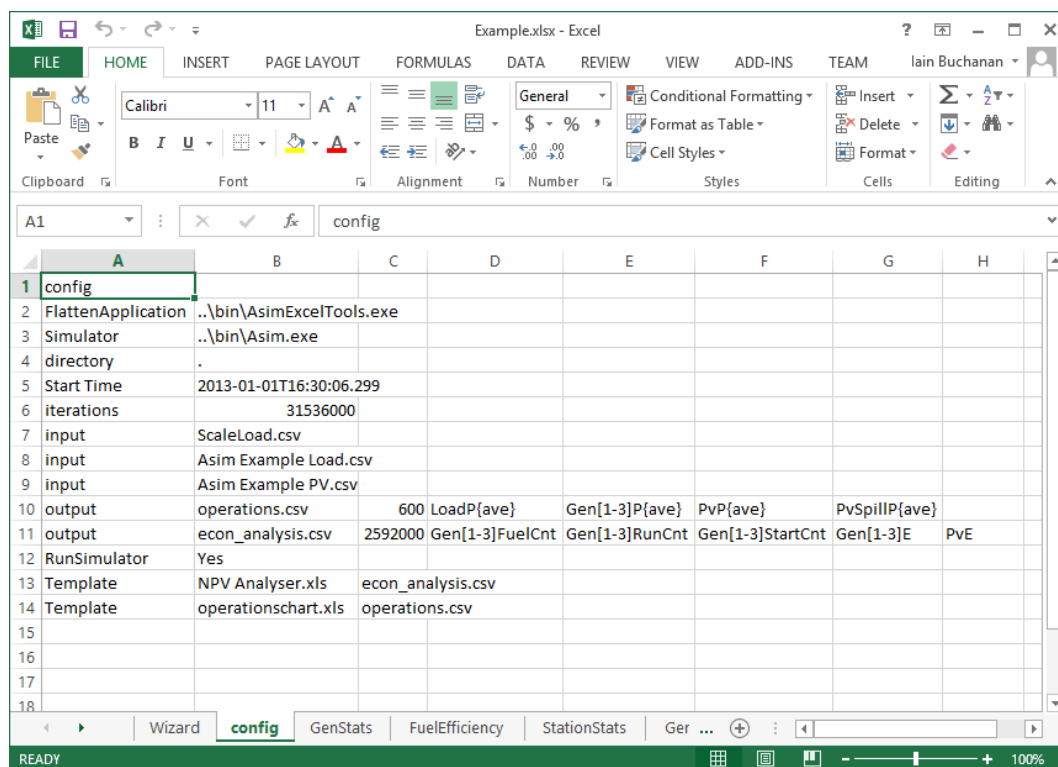 Example.xlsx - Excel
?
FILE HOME INSERT PAGE LAYOUT FORMULAS DATA REVIEW VIEW ADD-INS TEAM Iain Buchanan
Paste
Calibri 11 A A
B I U A
General
$ % ,
.00 .0
Conditional Formatting
Format as Table
Cell Styles
Insert
Delete
Format
Clipboard Font Alignment Number Styles Cells Editing
A1 fx config
A B C D E F G H
1 config
2 FlattenApplication ..\bin\AsimExcelTools.exe
3 Simulator ..\bin\Asim.exe
4 directory .
5 Start Time 2013-01-01T16:30:06.299
6 iterations 31536000
7 input ScaleLoad.csv
8 input Asim Example Load.csv
9 input Asim Example PV.csv
10 output operations.csv 600 LoadP{ave} Gen[1-3]P{ave} PvP{ave} PvSpillP{ave}
11 output econ_analysis.csv 2592000 Gen[1-3]FuelCnt Gen[1-3]RunCnt Gen[1-3]StartCnt Gen[1-3]E PvE
12 RunSimulator Yes
13 Template NPV Analyser.xls econ_analysis.csv
14 Template operationschart.xls operations.csv
15
16
17
18
Wizard config GenStats FuelEfficiency StationStats Ger ...
READY 100%